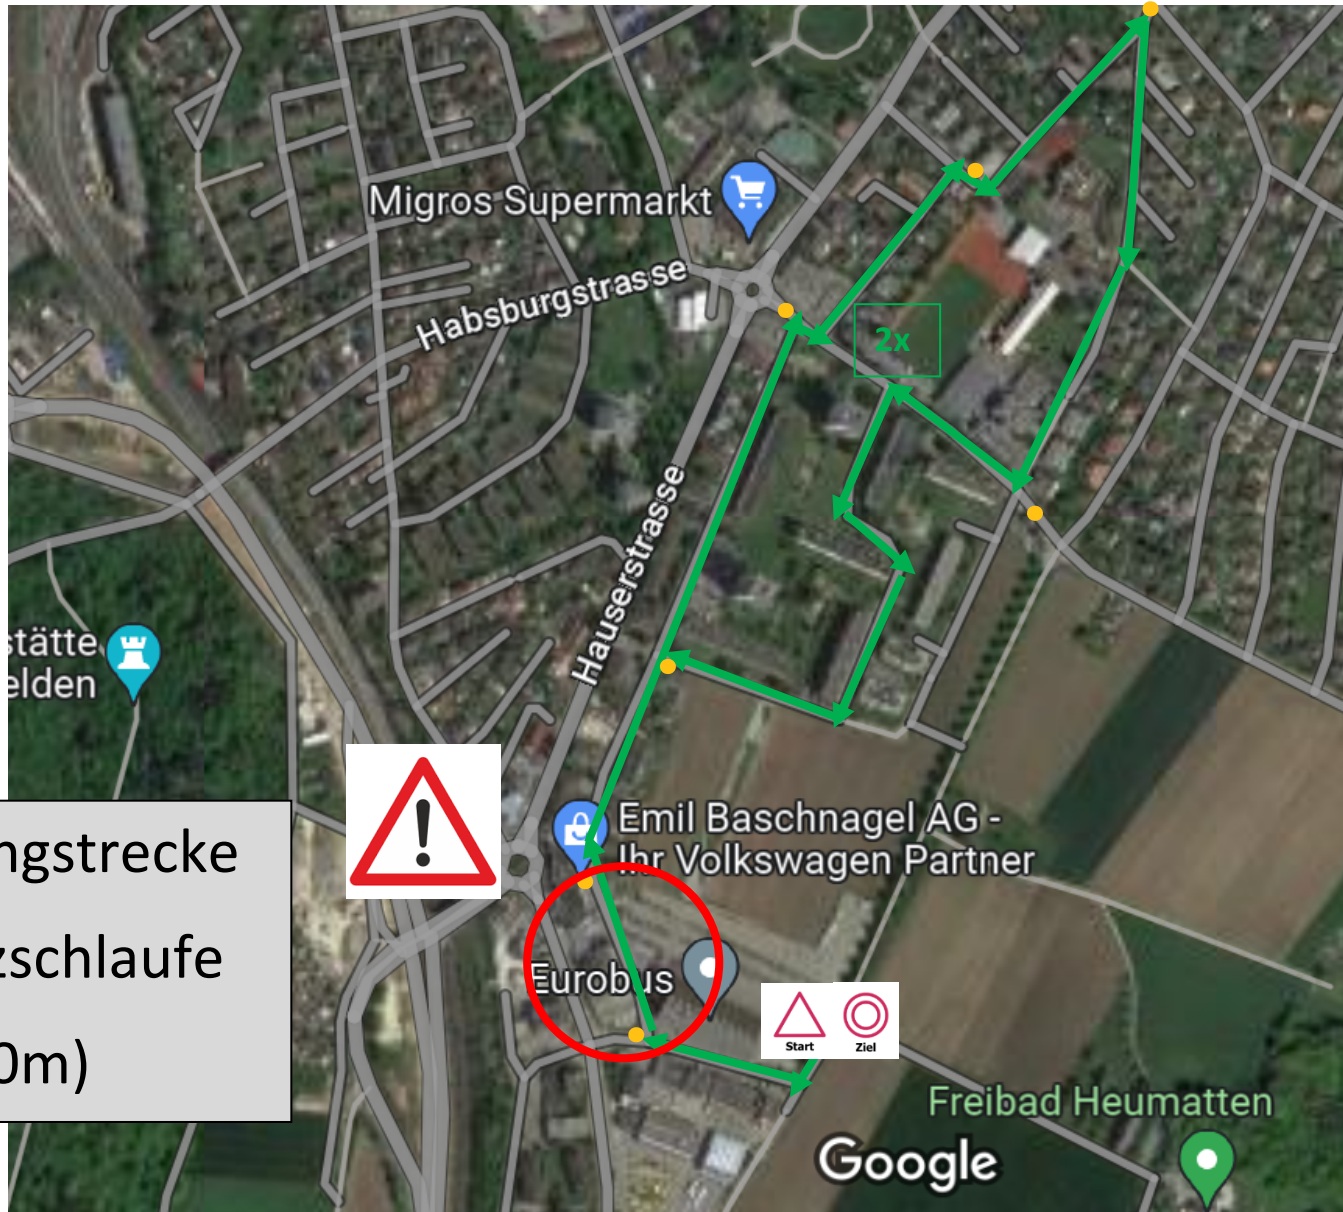 Migros Supermarkt
Habsburgstrasse
2x
Hauserstrasse
stätte
elden
Emil Baschnagel AG -
Ihr Volkswagen Partner
ngstrecke
zschlaufe
0m)
Eurobus
Start
Ziel
Freibad Heumatten
Google